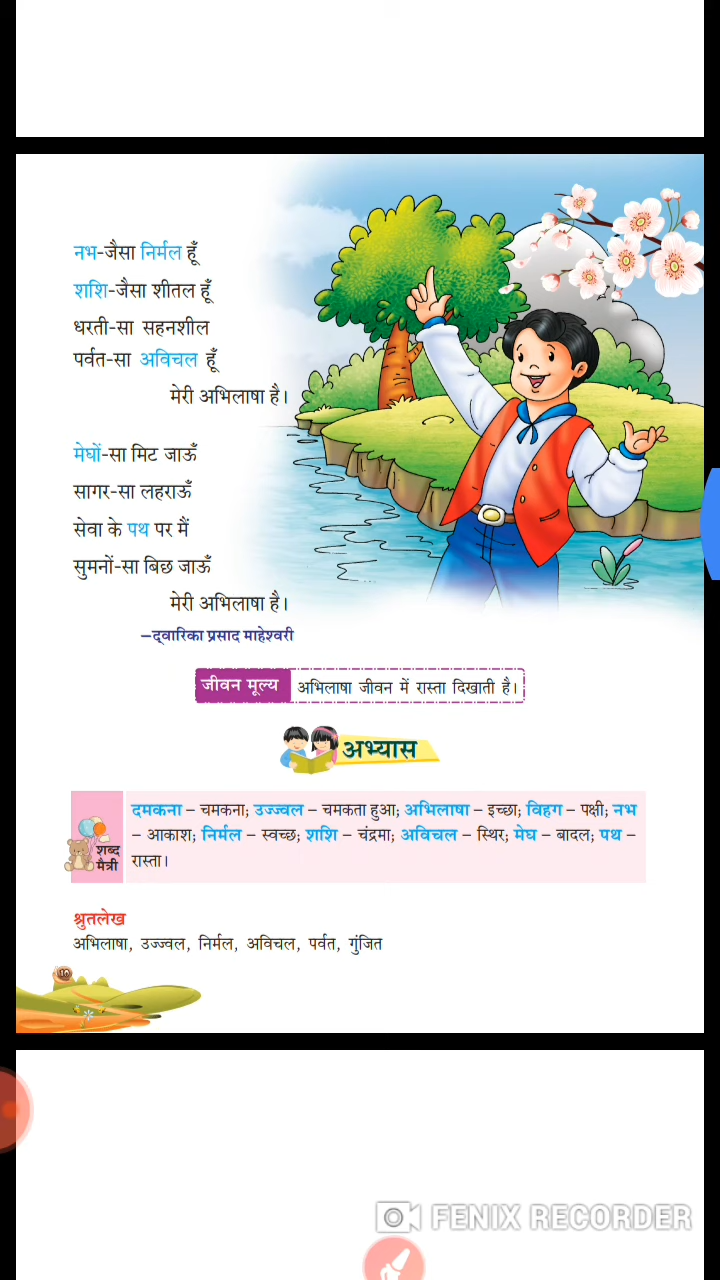 नभ-जैसा निर्मल हूँ
शशि-जैसा शीतल हूँ
धरती-सा सहनशील
पर्वत-सा अविचल हूँ
मेरी अभिलाषा है।
मेघों-सा मिट जाऊँ
सागर-सा लहराऊँ
सेवा के पथ पर मैं
सुमनों-सा बिछ जाऊँ
मेरी अभिलाषा है।
–द्वारिका प्रसाद माहेश्वरी
जीवन मूल्य अभिलाषा जीवन में रास्ता दिखाती है।
अभ्यास
शब्द
मैत्री
दमकना – चमकना; उज्ज्वल – चमकता हुआ; अभिलाषा – इच्छा; विहग – पक्षी; नभ
– आकाश; निर्मल – स्वच्छ; शशि – चंद्रमा; अविचल – स्थिर; मेघ – बादल; पथ –
रास्ता।
श्रुतलेख
अभिलाषा, उज्ज्वल, निर्मल, अविचल, पर्वत, गुंजित
10
FENIX RECORDER